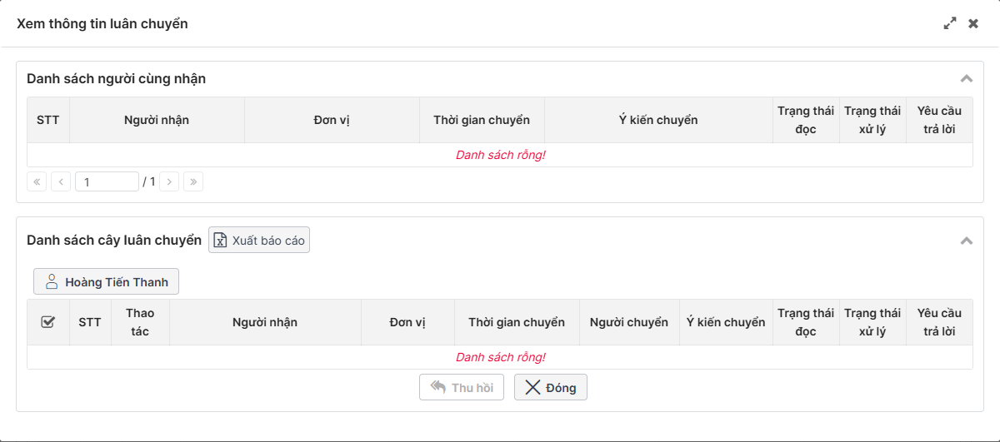 Xem thông tin luân chuyển
Danh sách người cùng nhận
STT Người nhận Đơn vị Thời gian chuyển Ý kiến chuyển Trạng thái đọc Trạng thái xử lý Yêu cầu trả lời
Danh sách rỗng!
« ‹ 1 / 1 › »
Danh sách cây luân chuyển Xuất báo cáo
Hoàng Tiến Thanh
STT Thao tác Người nhận Đơn vị Thời gian chuyển Người chuyển Ý kiến chuyển Trạng thái đọc Trạng thái xử lý Yêu cầu trả lời
Danh sách rỗng!
Thu hồi Đóng